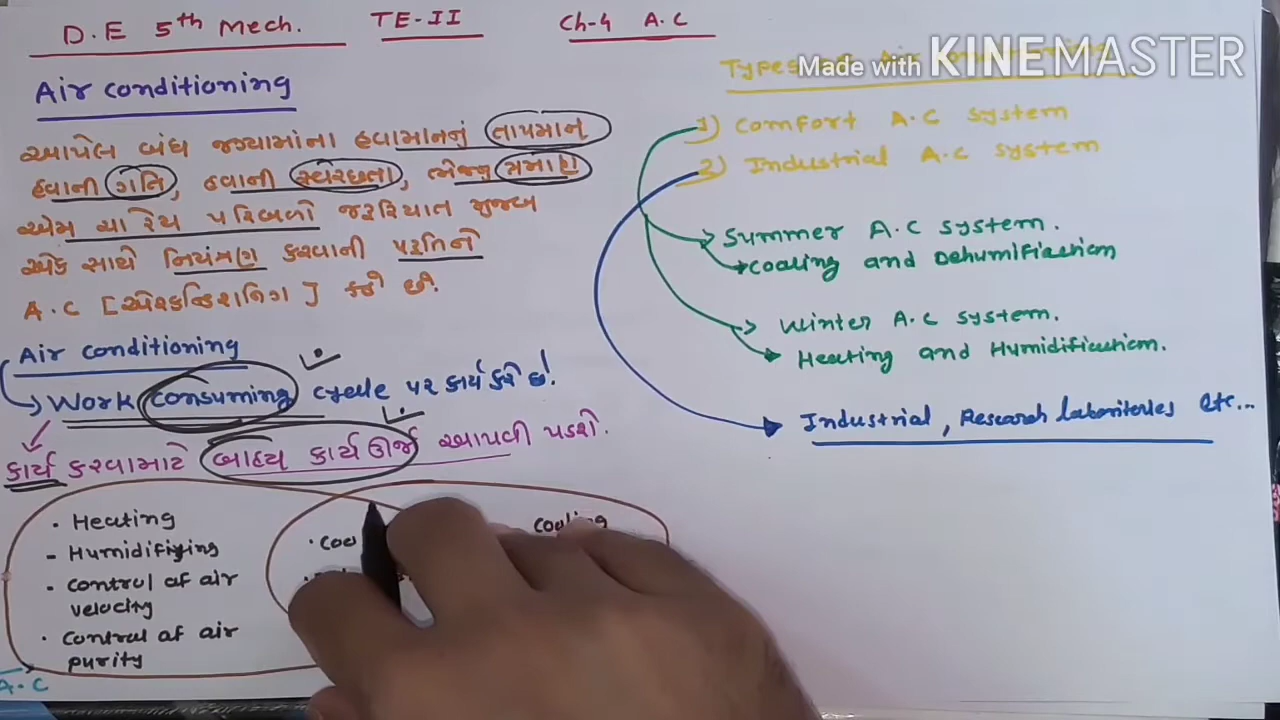 D.E 5th Mech. TE-II Ch-4 A.C
Air conditioning
આપેલ બંધ જગ્યામાંના હવામાનનું તાપમાન
હવાની ગતિ, હવાની સ્વચ્છતા, ભેજનું પ્રમાણ
એમ ચારેય પરિબળો જરૂરિયાત મુજબ
એક સાથે નિયંત્રણ કરવાની પદ્ધતિને
A.C [એરકન્ડિશનિંગ] કહે છે.
Air conditioning
Work consuming cycle પર કાર્ય કરે છે.
કાર્ય કરવામાટે બાહ્ય કાર્ય ઊર્જા આપવી પડશે.
• Heating
- Humidifiying
- control of air
velocity
• control of air
purity
A.C
• coo
cooling
Made with KINEMASTER
Types
1) Comfort A.C system
2) Industrial A.C system
Summer A.C system.
Cooling and Dehumification
Winter A.C system.
Heating and Humidification.
Industrial, Research laboritories etc...